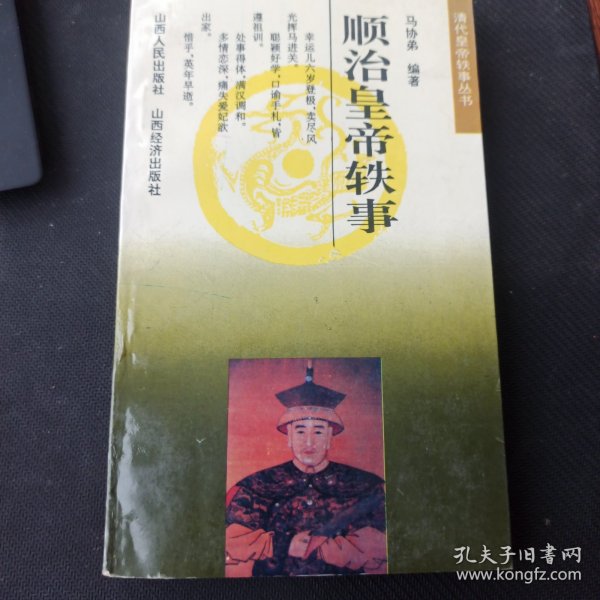 清代皇帝轶事丛书
马协弟 编著
顺治皇帝轶事
幸运儿六岁登极，卖尽风
光挥马进关。
聪颖好学，口谕手札，皆
遵祖训。
处事得体，满汉调和。
多情恋深，痛失爱妃欲
出家。
惜乎，英年早逝。
山西人民出版社 山西经济出版社
孔夫子旧书网
www.kongfz.com